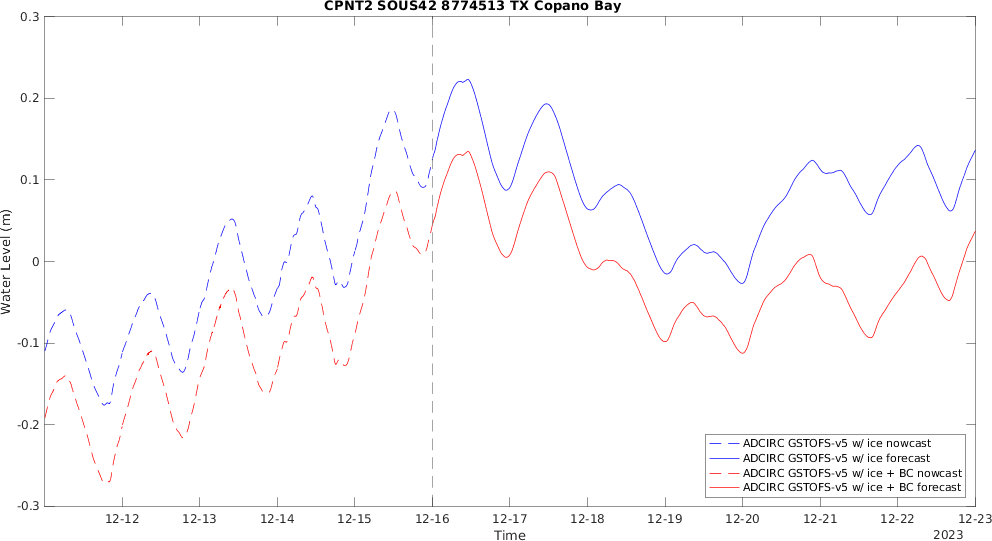 CPNT2 SOUS42 8774513 TX Copano Bay
0.3
0.2
0.1
0
-0.1
-0.2
-0.3
Water Level (m)
12-12
12-13
12-14
12-15
12-16
12-17
12-18
12-19
12-20
12-21
12-22
12-23
Time
2023
ADCIRC GSTOFS-v5 w/ ice nowcast
ADCIRC GSTOFS-v5 w/ ice forecast
ADCIRC GSTOFS-v5 w/ ice + BC nowcast
ADCIRC GSTOFS-v5 w/ ice + BC forecast